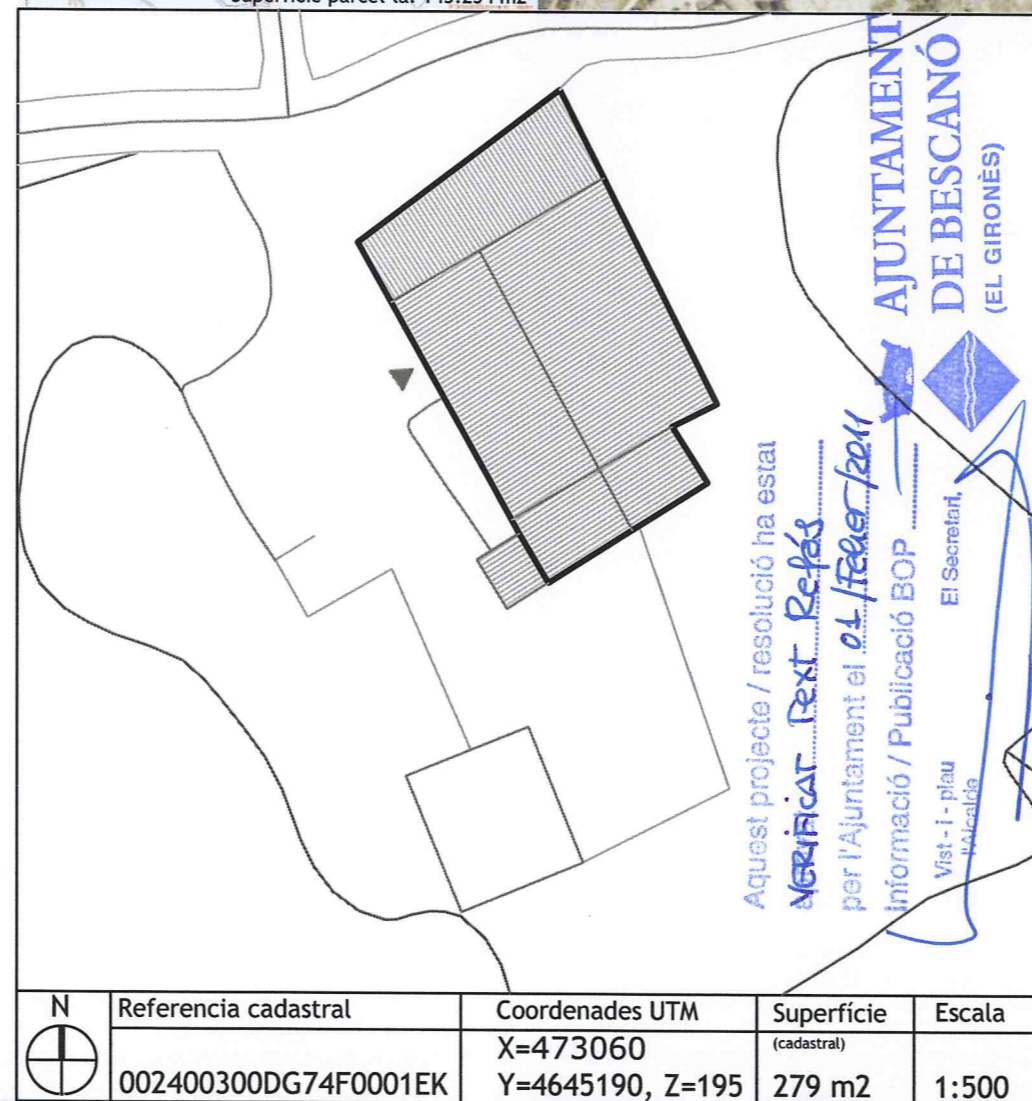 AJUNTAMENT
DE BESCANÓ
(EL GIRONÈS)
Aquest projecte / resolució ha estat
VERIFICAT Text Refós
per l'Ajuntament el 01/Febrer/2011
Informació / Publicació BOP
Vist - i - plau
l'Alcalde
El Secretari,
N
Referencia cadastral
002400300DG74F0001EK
Coordenades UTM
X=473060
Y=4645190, Z=195
Superfície
(cadastral)
279 m2
Escala
1:500